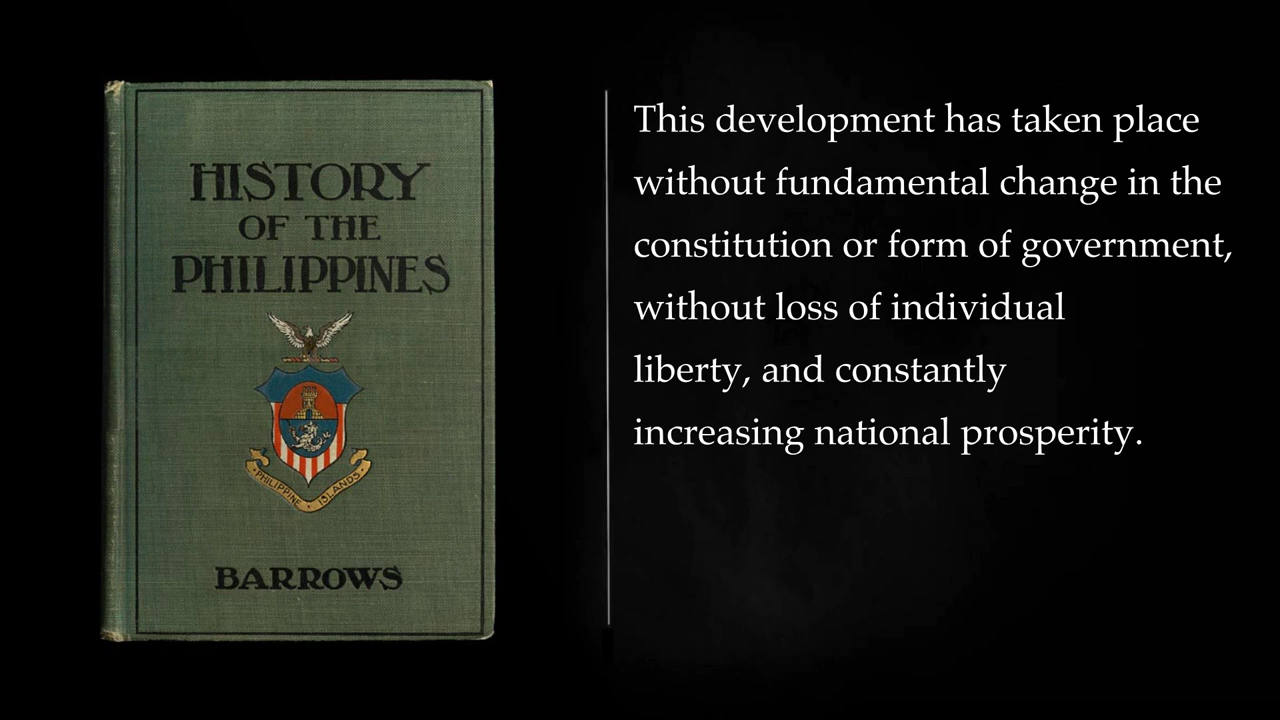 HISTORY
OF THE
PHILIPPINES
PHILIPPINE ISLANDS
BARROWS
This development has taken place
without fundamental change in the
constitution or form of government,
without loss of individual
liberty, and constantly
increasing national prosperity.